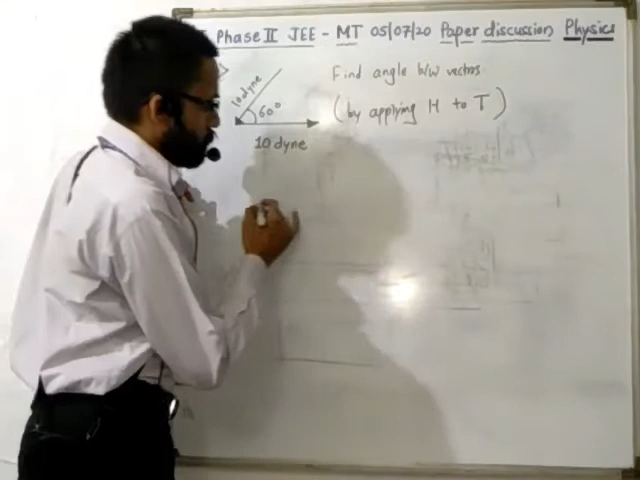 Phase II JEE - MT 05/07/20 Paper discussion Physics
Find angle b/w vectors.
(by applying H to T)
10 dyne
60°
10 dyne